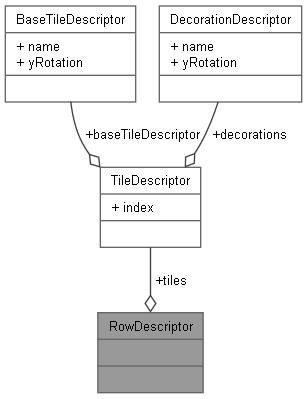 BaseTileDescriptor
+ name
+ yRotation
DecorationDescriptor
+ name
+ yRotation
+baseTileDescriptor
+decorations
TileDescriptor
+ index
+tiles
RowDescriptor